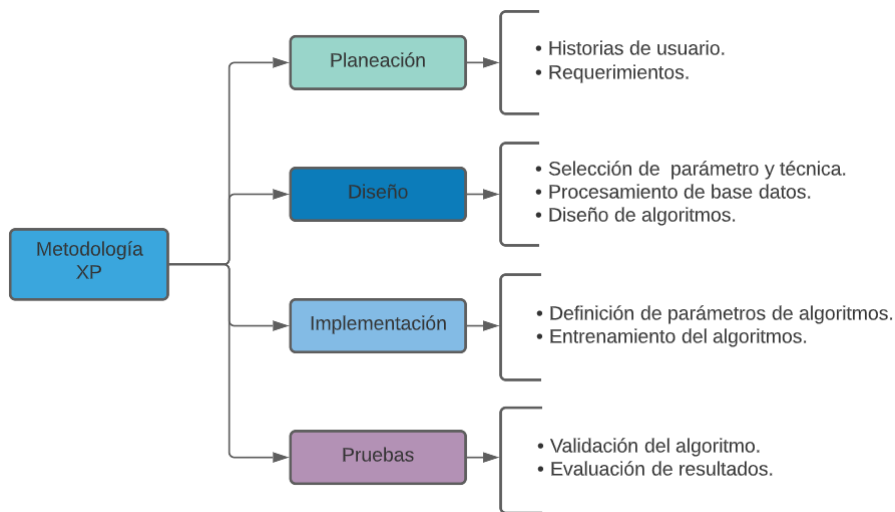 Metodología
XP
Planeación
• Historias de usuario.
• Requerimientos.
Diseño
• Selección de parámetro y técnica.
• Procesamiento de base datos.
• Diseño de algoritmos.
Implementación
• Definición de parámetros de algoritmos.
• Entrenamiento del algoritmos.
Pruebas
• Validación del algoritmo.
• Evaluación de resultados.